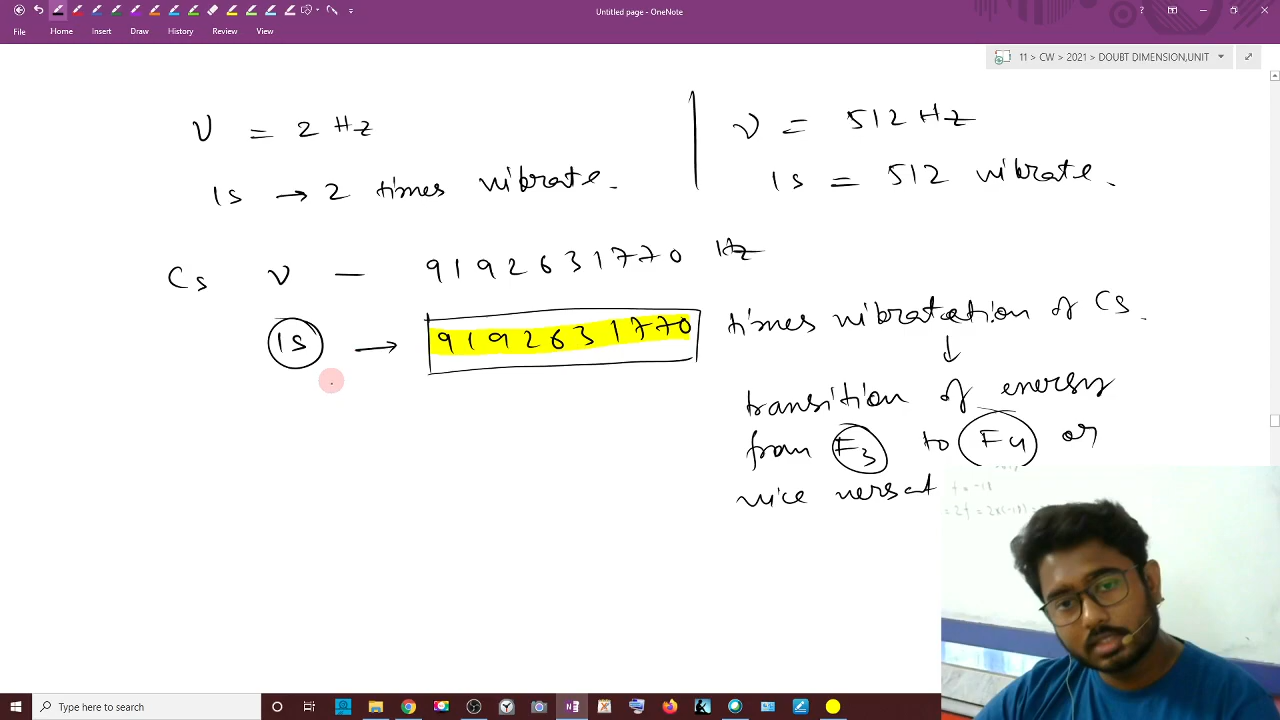 Untitled page - OneNote
File Home Insert Draw History Review View
11 > CW > 2021 > DOUBT DIMENSION,UNIT
ν = 2 Hz
1s → 2 times vibrate.
ν = 512 Hz
1s = 512 vibrate.
Cs ν — 9192631770 Hz
1s → 9192631770 times vibratation of Cs.
↓
transition of energy
from F3 to F4 or
vice versa
Type here to search